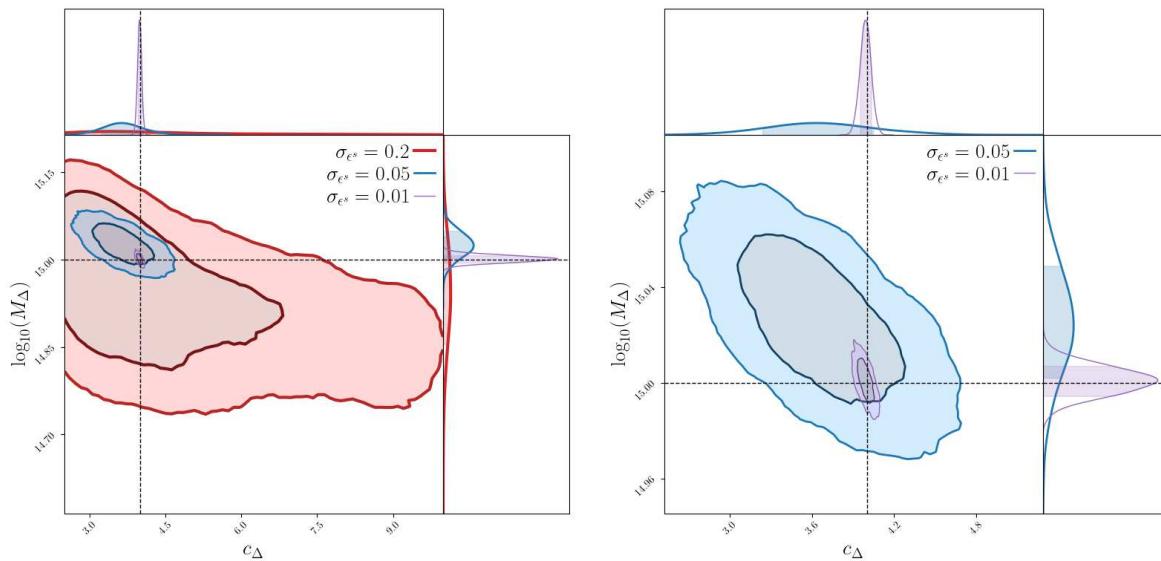 σ_{ϵ^s} = 0.2
σ_{ϵ^s} = 0.05
σ_{ϵ^s} = 0.01
15.15
15.00
14.85
14.70
log₁₀(M_Δ)
3.0 4.5 6.0 7.5 9.0
c_Δ
σ_{ϵ^s} = 0.05
σ_{ϵ^s} = 0.01
15.08
15.04
15.00
14.96
log₁₀(M_Δ)
3.0 3.6 4.2 4.8
c_Δ